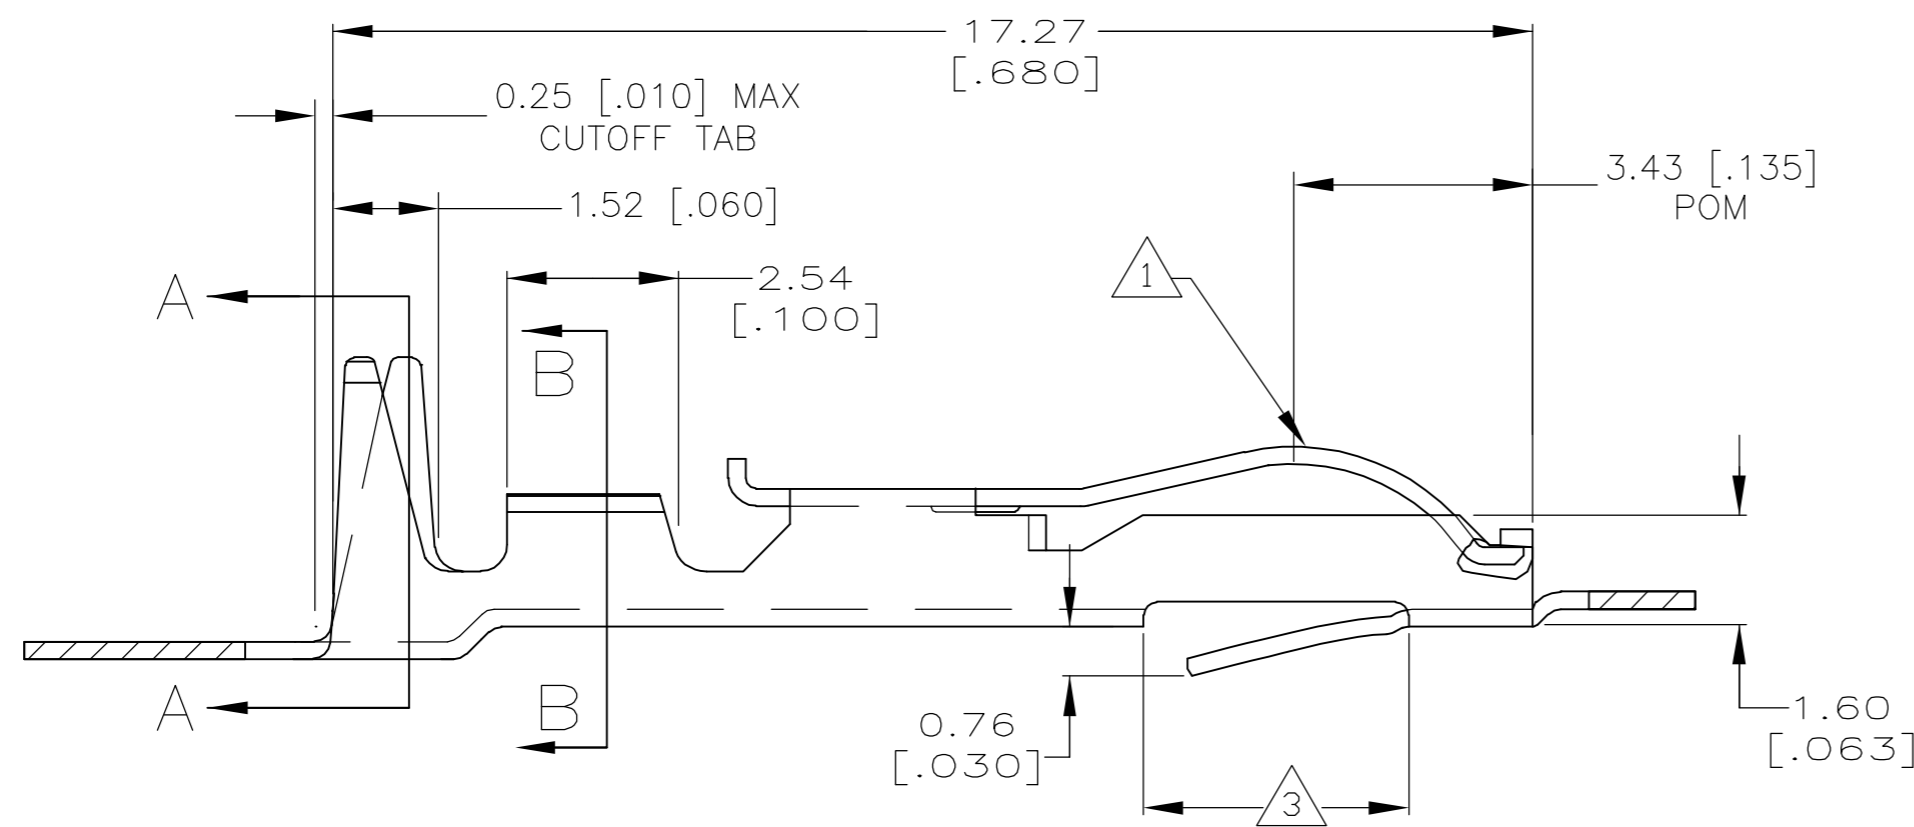 17.27
[.680]
0.25 [.010] MAX
CUTOFF TAB
3.43 [.135]
POM
1.52 [.060]
2.54
[.100]
1
A
B
A
B
0.76
[.030]
1.60
[.063]
3